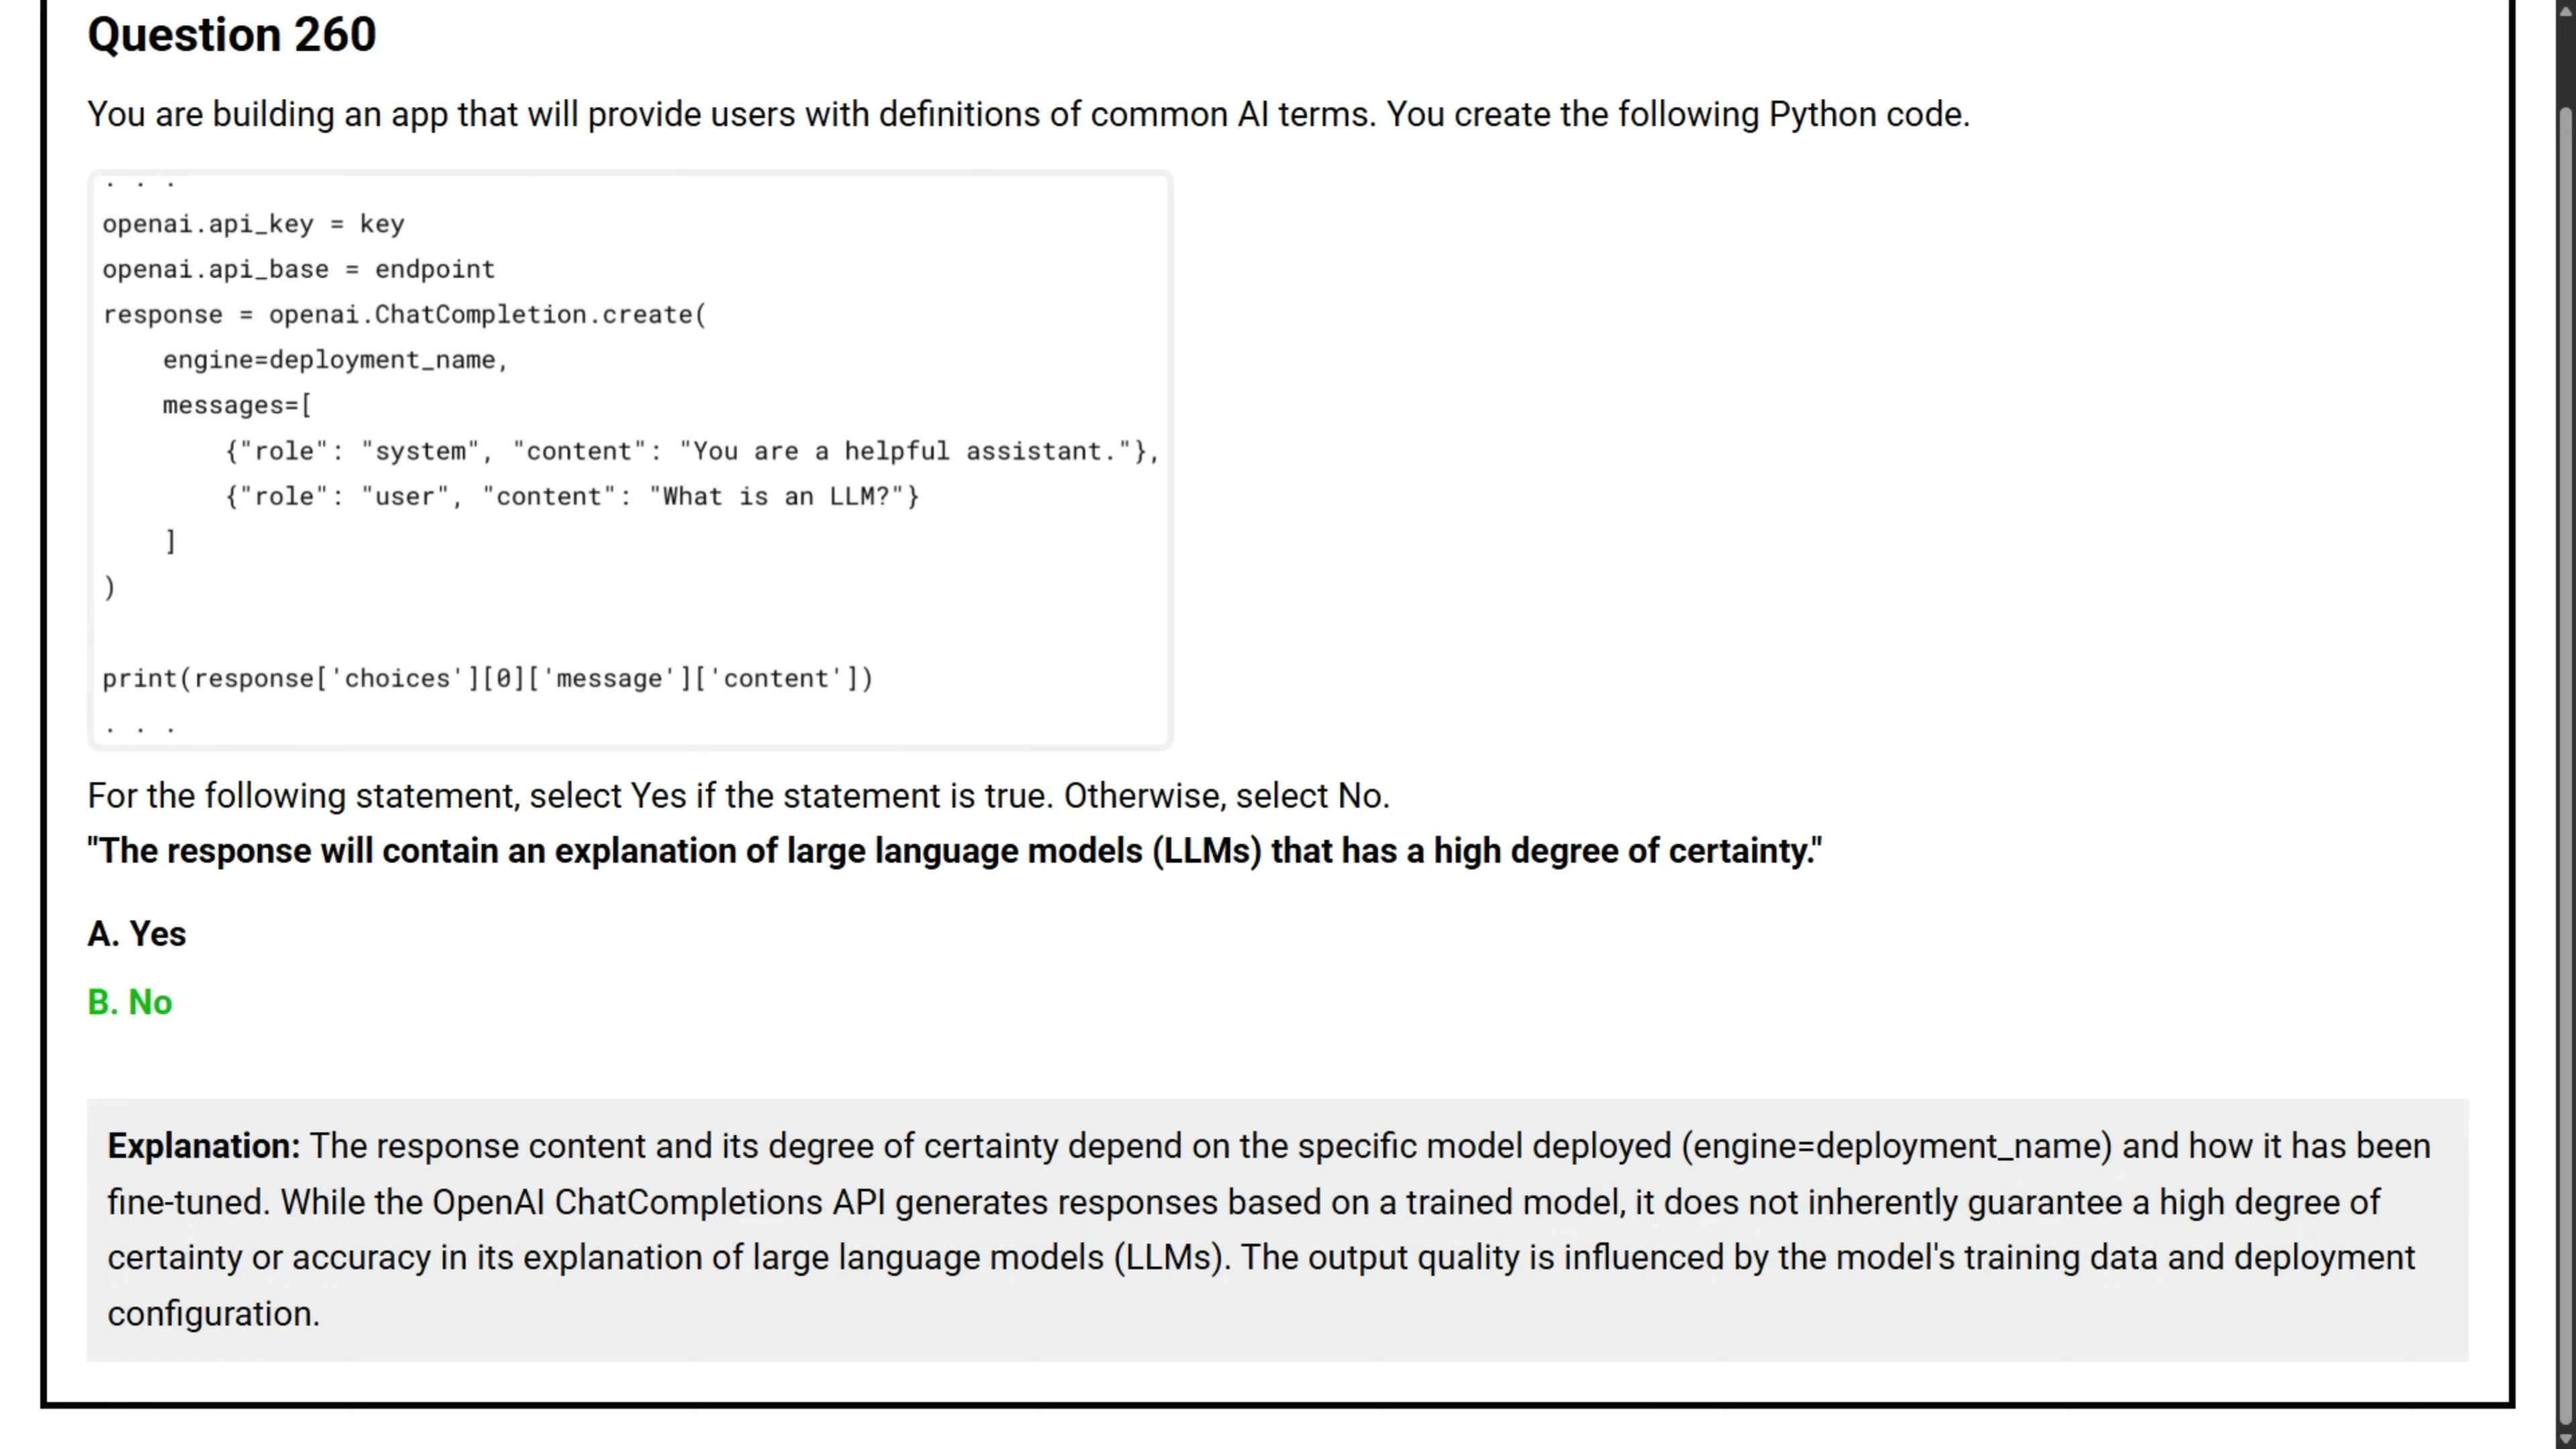 Question 260
You are building an app that will provide users with definitions of common AI terms. You create the following Python code.
. . .
openai.api_key = key
openai.api_base = endpoint
response = openai.ChatCompletion.create(
    engine=deployment_name,
    messages=[
        {"role": "system", "content": "You are a helpful assistant."},
        {"role": "user", "content": "What is an LLM?"}
    ]
)
print(response['choices'][0]['message']['content'])
. . .
For the following statement, select Yes if the statement is true. Otherwise, select No.
"The response will contain an explanation of large language models (LLMs) that has a high degree of certainty."
A. Yes
B. No
Explanation: The response content and its degree of certainty depend on the specific model deployed (engine=deployment_name) and how it has been
fine-tuned. While the OpenAI ChatCompletions API generates responses based on a trained model, it does not inherently guarantee a high degree of
certainty or accuracy in its explanation of large language models (LLMs). The output quality is influenced by the model's training data and deployment
configuration.